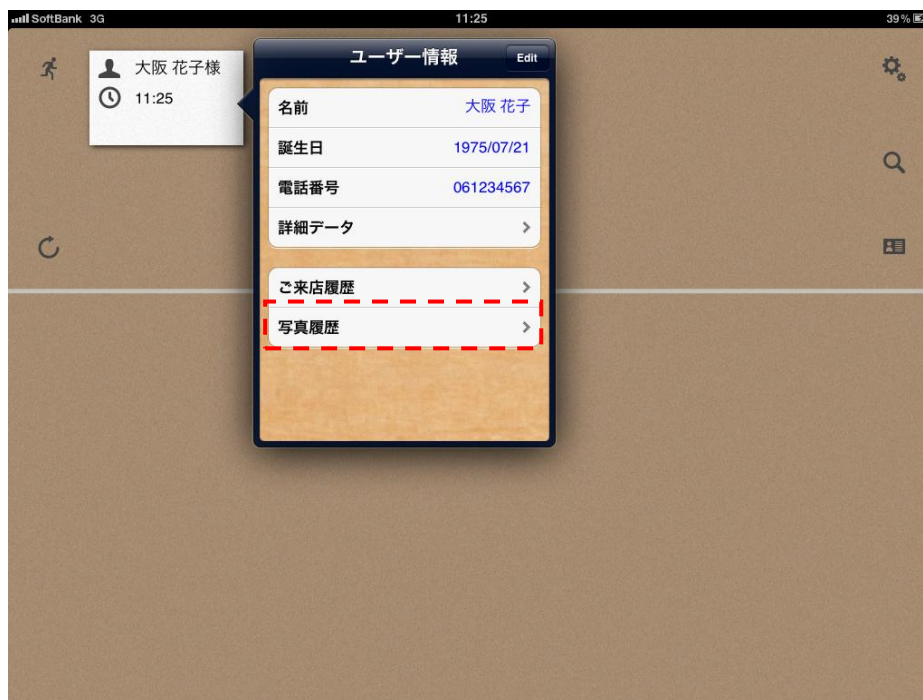 SoftBank 3G 11:25 39%
大阪 花子様
11:25
ユーザー情報 Edit
名前 大阪 花子
誕生日 1975/07/21
電話番号 061234567
詳細データ
ご来店履歴
写真履歴